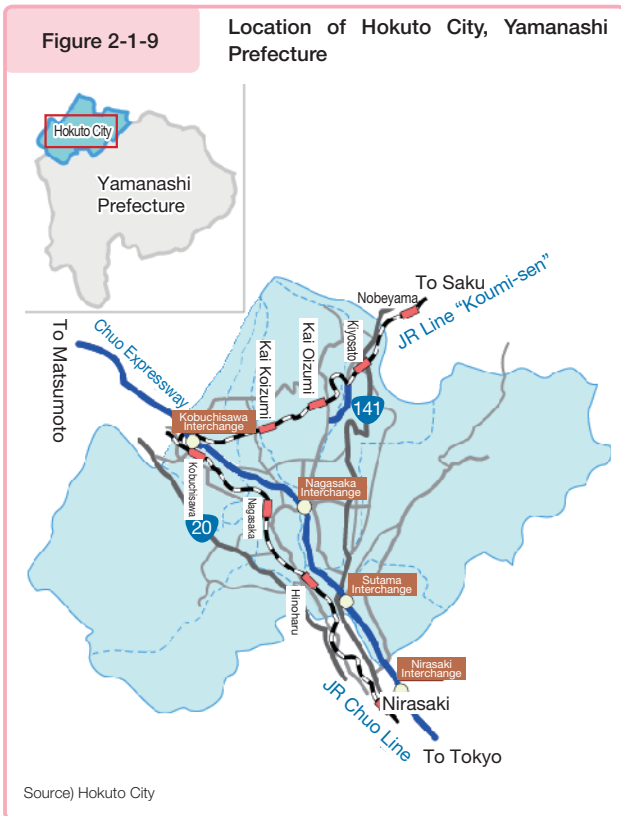 Figure 2-1-9
Location of Hokuto City, Yamanashi
Prefecture
Hokuto City
Yamanashi
Prefecture
To Saku
Nobeyama
JR Line “Koumi-sen”
To Matsumoto
Chuo Expressway
Kai Koizumi
Kai Oizumi
Kiyosato
141
Kobuchisawa
Interchange
Kobuchisawa
20
Nagasaka
Nagasaka
Interchange
Hinoharu
Sutama
Interchange
Nirasaki
Interchange
Nirasaki
JR Chuo Line
To Tokyo
Source) Hokuto City